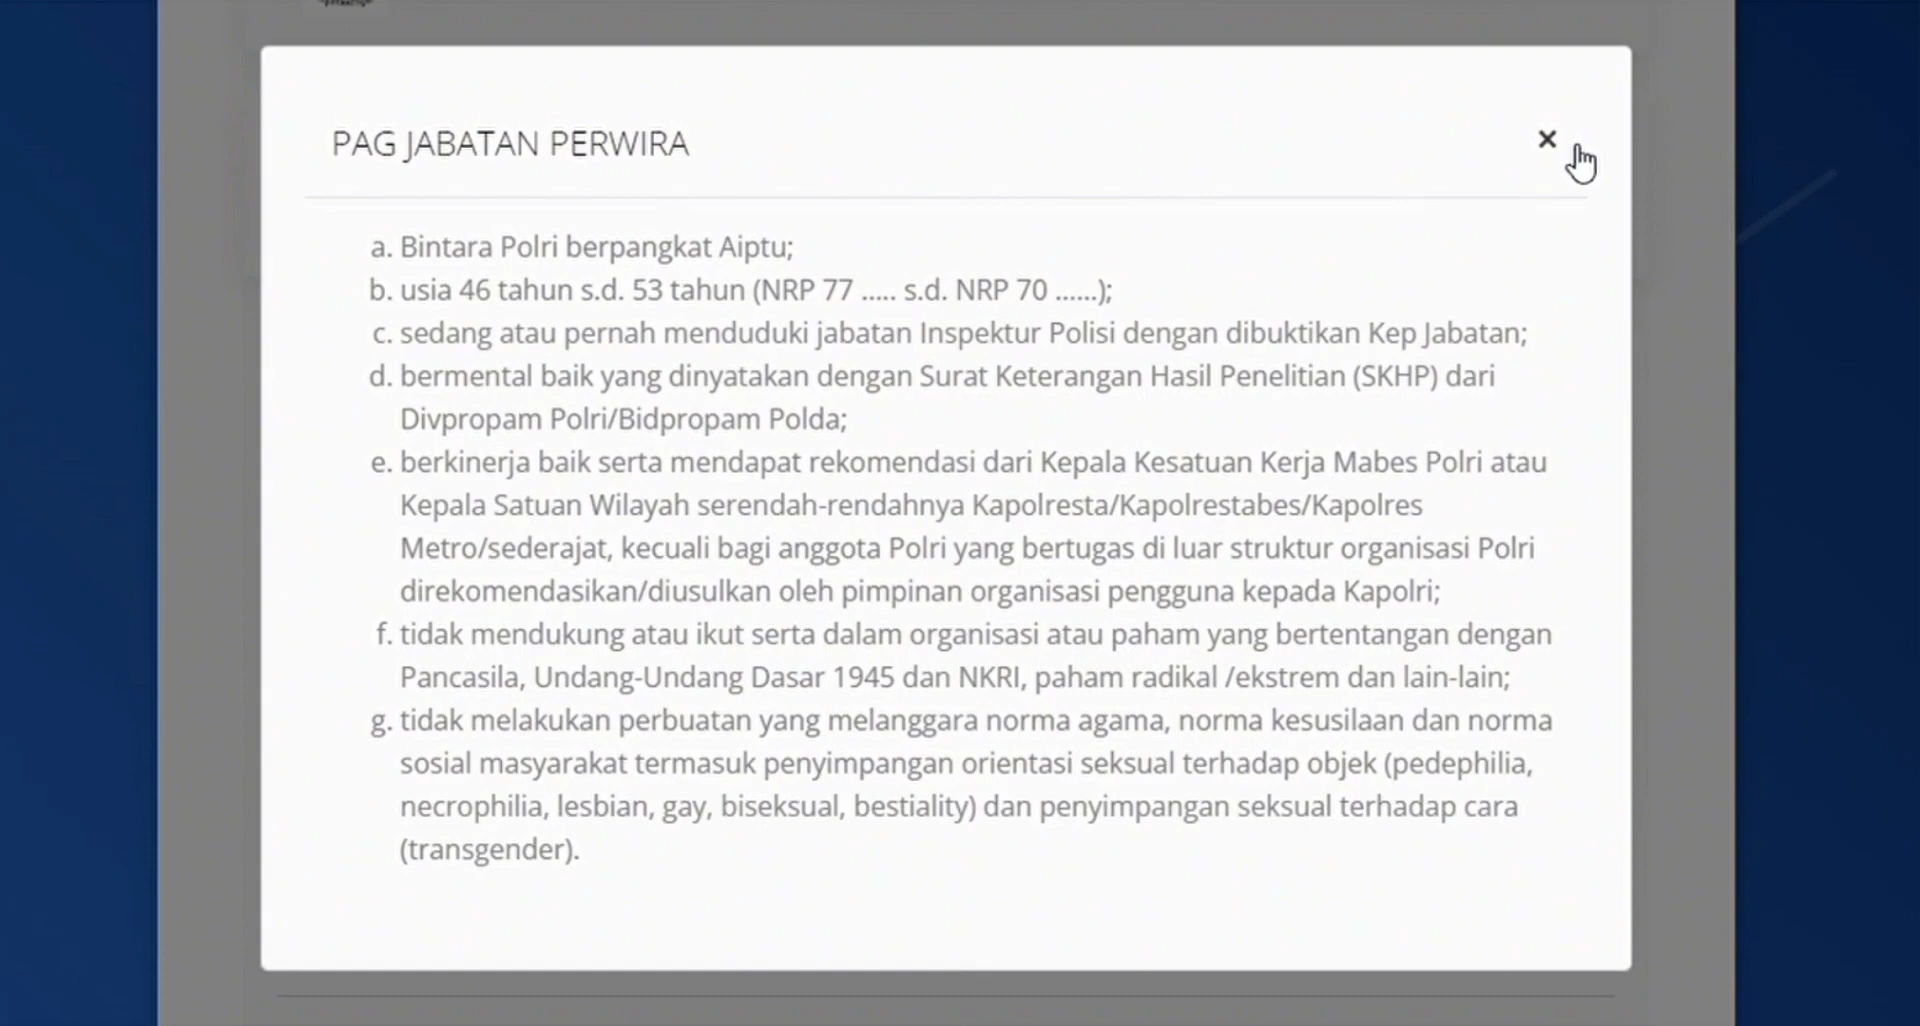 PAG JABATAN PERWIRA
×
a. Bintara Polri berpangkat Aiptu;
b. usia 46 tahun s.d. 53 tahun (NRP 77 ..... s.d. NRP 70 ......);
c. sedang atau pernah menduduki jabatan Inspektur Polisi dengan dibuktikan Kep Jabatan;
d. bermental baik yang dinyatakan dengan Surat Keterangan Hasil Penelitian (SKHP) dari
Divpropam Polri/Bidpropam Polda;
e. berkinerja baik serta mendapat rekomendasi dari Kepala Kesatuan Kerja Mabes Polri atau
Kepala Satuan Wilayah serendah-rendahnya Kapolresta/Kapolrestabes/Kapolres
Metro/sederajat, kecuali bagi anggota Polri yang bertugas di luar struktur organisasi Polri
direkomendasikan/diusulkan oleh pimpinan organisasi pengguna kepada Kapolri;
f. tidak mendukung atau ikut serta dalam organisasi atau paham yang bertentangan dengan
Pancasila, Undang-Undang Dasar 1945 dan NKRI, paham radikal /ekstrem dan lain-lain;
g. tidak melakukan perbuatan yang melanggara norma agama, norma kesusilaan dan norma
sosial masyarakat termasuk penyimpangan orientasi seksual terhadap objek (pedephilia,
necrophilia, lesbian, gay, biseksual, bestiality) dan penyimpangan seksual terhadap cara
(transgender).